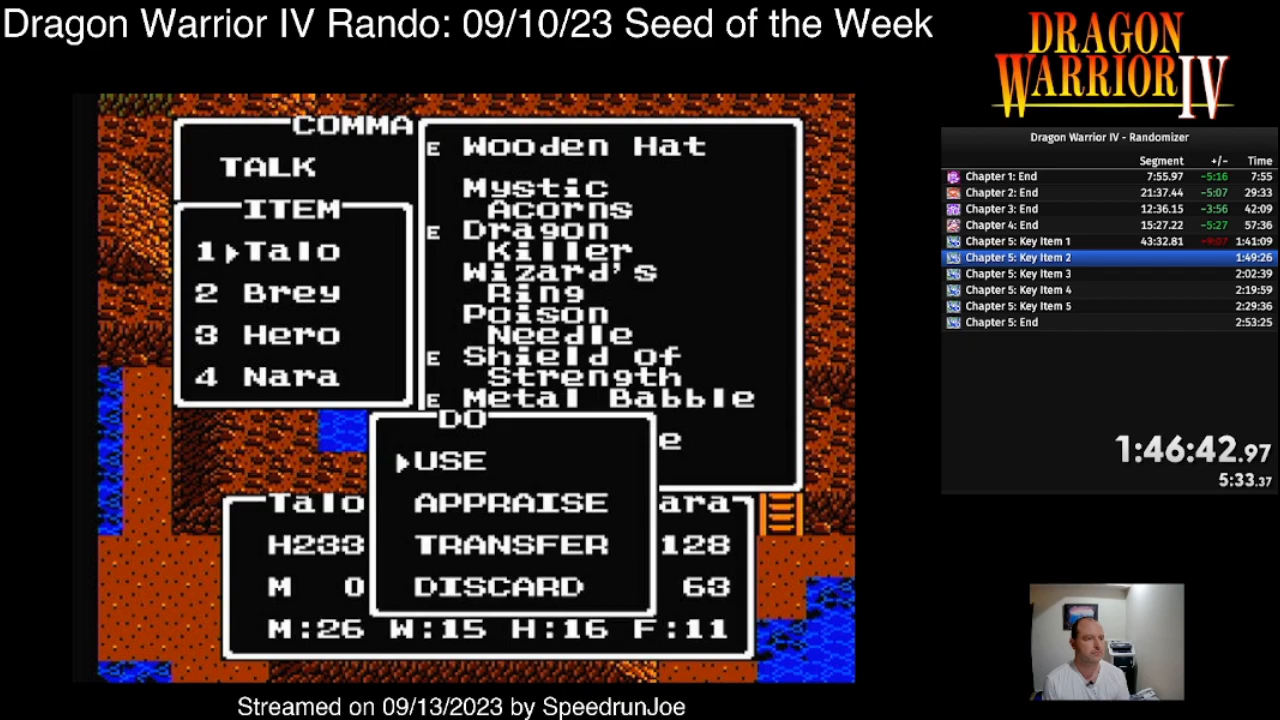 Dragon Warrior IV Rando: 09/10/23 Seed of the Week
DRAGON
WARRIOR IV
Dragon Warrior IV - Randomizer
Segment +/- Time
Chapter 1: End 7:55.97 -5:16 7:55
Chapter 2: End 21:37.44 -5:07 29:33
Chapter 3: End 12:36.15 -3:56 42:09
Chapter 4: End 15:27.22 -5:27 57:36
Chapter 5: Key Item 1 43:32.81 +9:07 1:41:09
Chapter 5: Key Item 2 1:49:26
Chapter 5: Key Item 3 2:02:39
Chapter 5: Key Item 4 2:19:59
Chapter 5: Key Item 5 2:29:36
Chapter 5: End 2:53:25
1:46:42.97
5:33.37
COMMA
TALK
ITEM
1 Talo
2 Brey
3 Hero
4 Nara
E Wooden Hat
Mystic
Acorns
E Dragon
Killer
Wizard's
Ring
Poison
Needle
E Shield of
Strength
E Metal Babble
e
DO
USE
APPRAISE
TRANSFER
DISCARD
Talo ara
H233 128
M 0 63
M:26 W:15 H:16 F:11
Streamed on 09/13/2023 by SpeedrunJoe